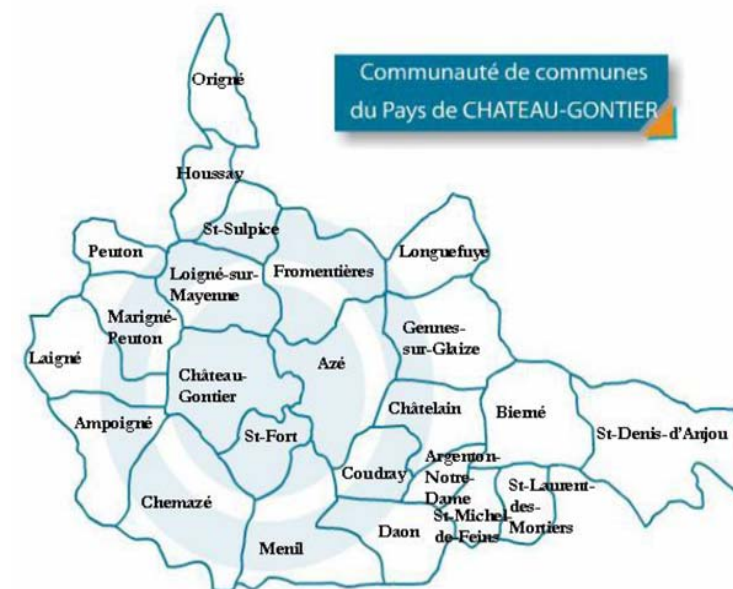 Communauté de communes
du Pays de CHATEAU-GONTIER
Origné
Houssay
St-Sulpice
Peuton
Loigné-sur-
Mayenne
Fromentières
Longuefuye
Marigné-
Peuton
Gennes-
sur-Glaize
Laigné
Château-
Gontier
Azé
Châtelain
Bierné
St-Denis-d'Anjou
Ampoigné
St-Fort
Coudray
Argenton-
Notre-
Dame
St-Laurent-
des-
Mortiers
Chemazé
St-Michel-
de-Feins
Daon
Menil